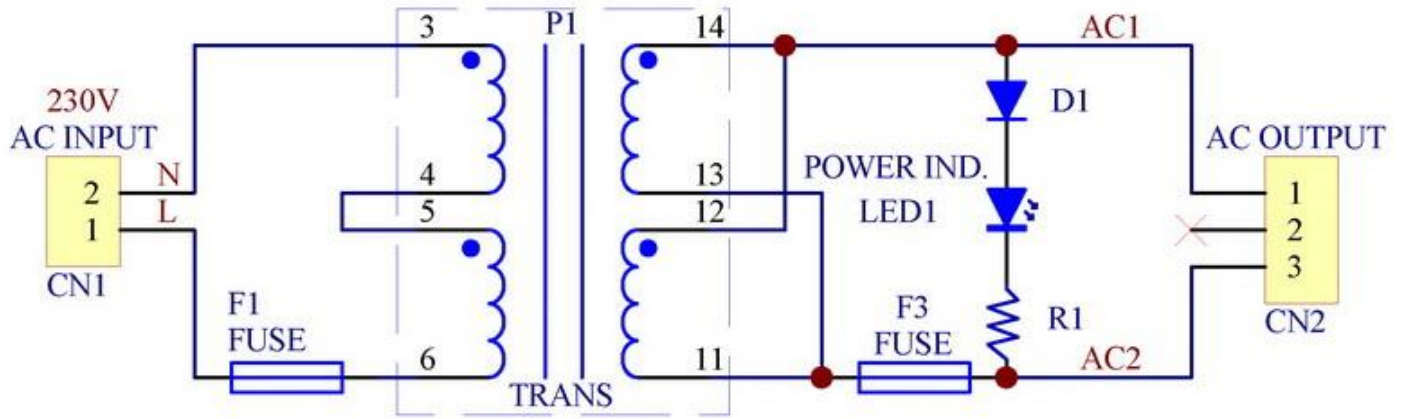 230V
AC INPUT
2
1
N
L
CN1
F1
FUSE
3
4
5
6
P1
TRANS
14
13
12
11
POWER IND.
LED1
D1
R1
F3
FUSE
AC1
AC2
AC OUTPUT
1
2
3
CN2